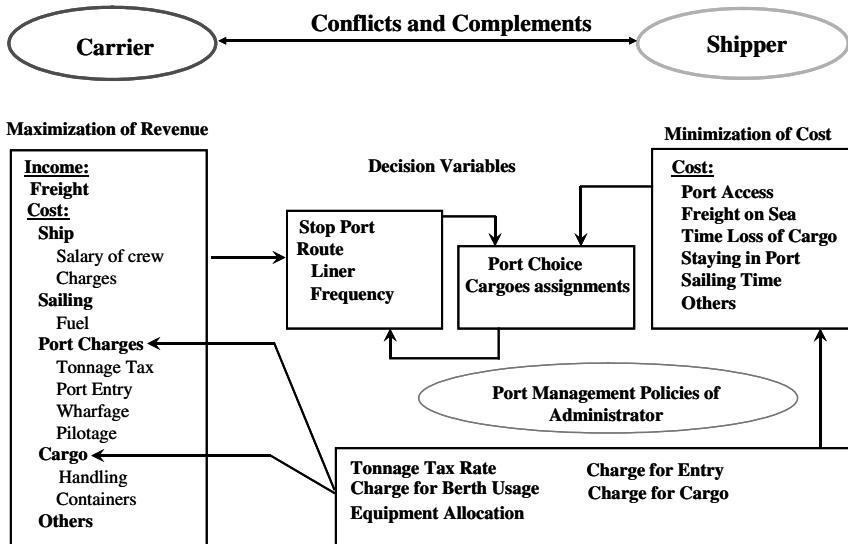 Conflicts and Complements
Carrier
Shipper
Maximization of Revenue
Income:
Freight
Cost:
Ship
Salary of crew
Charges
Sailing
Fuel
Port Charges
Tonnage Tax
Port Entry
Wharfage
Pilotage
Cargo
Handling
Containers
Others
Decision Variables
Stop Port
Route
Liner
Frequency
Port Choice
Cargoes assignments
Minimization of Cost
Cost:
Port Access
Freight on Sea
Time Loss of Cargo
Staying in Port
Sailing Time
Others
Port Management Policies of
Administrator
Tonnage Tax Rate
Charge for Berth Usage
Equipment Allocation
Charge for Entry
Charge for Cargo